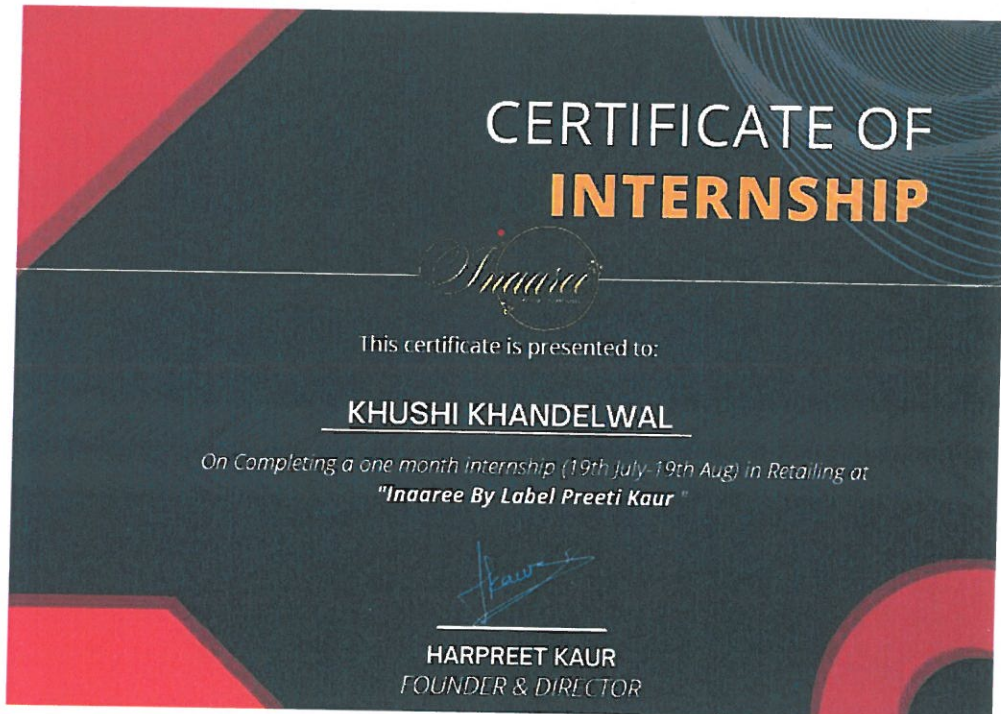 CERTIFICATE OF
INTERNSHIP
Inaaree
This certificate is presented to:
KHUSHI KHANDELWAL
On Completing a one month internship (19th July-19th Aug) in Retailing at
"Inaaree By Label Preeti Kaur "
HARPREET KAUR
FOUNDER & DIRECTOR